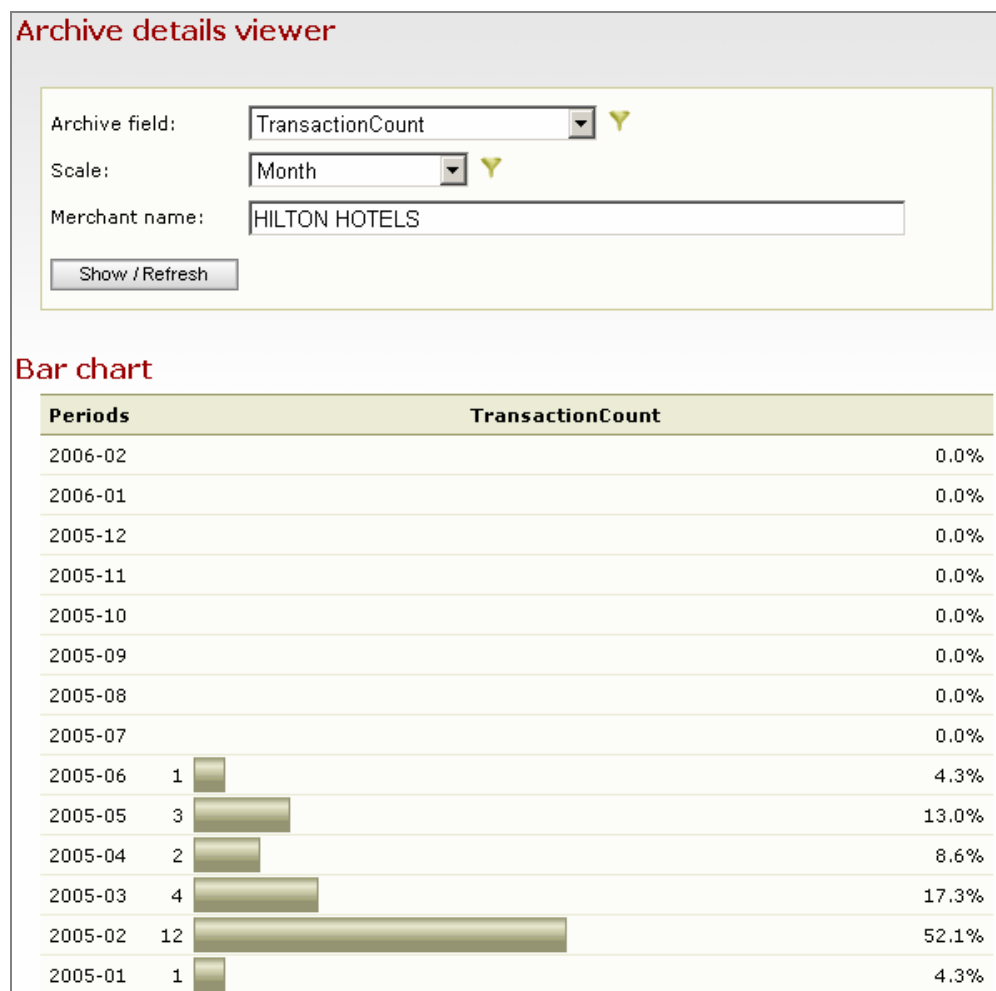 Archive details viewer
Archive field: TransactionCount
Scale: Month
Merchant name: HILTON HOTELS
Show / Refresh
Bar chart
Periods TransactionCount
2006-02 0.0%
2006-01 0.0%
2005-12 0.0%
2005-11 0.0%
2005-10 0.0%
2005-09 0.0%
2005-08 0.0%
2005-07 0.0%
2005-06 1 4.3%
2005-05 3 13.0%
2005-04 2 8.6%
2005-03 4 17.3%
2005-02 12 52.1%
2005-01 1 4.3%